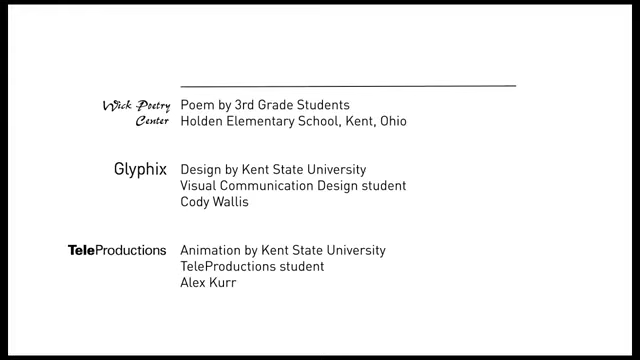 Wick Poetry Poem by 3rd Grade Students
Center Holden Elementary School, Kent, Ohio
Glyphix Design by Kent State University
Visual Communication Design student
Cody Wallis
TeleProductions Animation by Kent State University
TeleProductions student
Alex Kurr